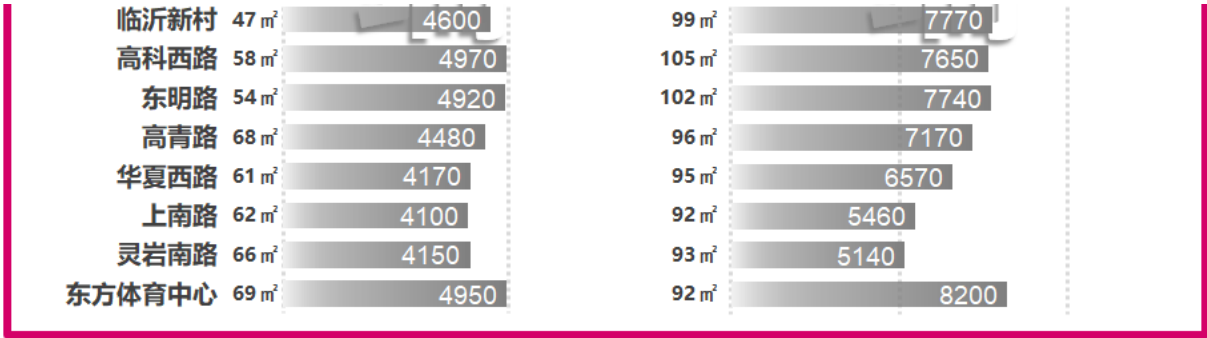 临沂新村 47㎡ 4600 99㎡ 7770
高科西路 58㎡ 4970 105㎡ 7650
东明路 54㎡ 4920 102㎡ 7740
高青路 68㎡ 4480 96㎡ 7170
华夏西路 61㎡ 4170 95㎡ 6570
上南路 62㎡ 4100 92㎡ 5460
灵岩南路 66㎡ 4150 93㎡ 5140
东方体育中心 69㎡ 4950 92㎡ 8200